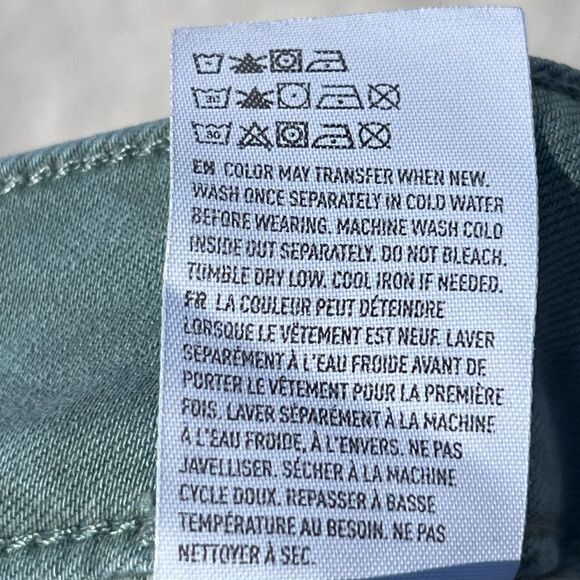 30
30
EN COLOR MAY TRANSFER WHEN NEW.
WASH ONCE SEPARATELY IN COLD WATER
BEFORE WEARING. MACHINE WASH COLD
INSIDE OUT SEPARATELY. DO NOT BLEACH.
TUMBLE DRY LOW. COOL IRON IF NEEDED.
FR LA COULEUR PEUT DÉTEINDRE
LORSQUE LE VÊTEMENT EST NEUF. LAVER
SÉPARÉMENT À L'EAU FROIDE AVANT DE
PORTER LE VÊTEMENT POUR LA PREMIÈRE
FOIS. LAVER SÉPARÉMENT À LA MACHINE
À L'EAU FROIDE, À L'ENVERS. NE PAS
JAVELLISER. SÉCHER À LA MACHINE
CYCLE DOUX. REPASSER À BASSE
TEMPÉRATURE AU BESOIN. NE PAS
NETTOYER À SEC.